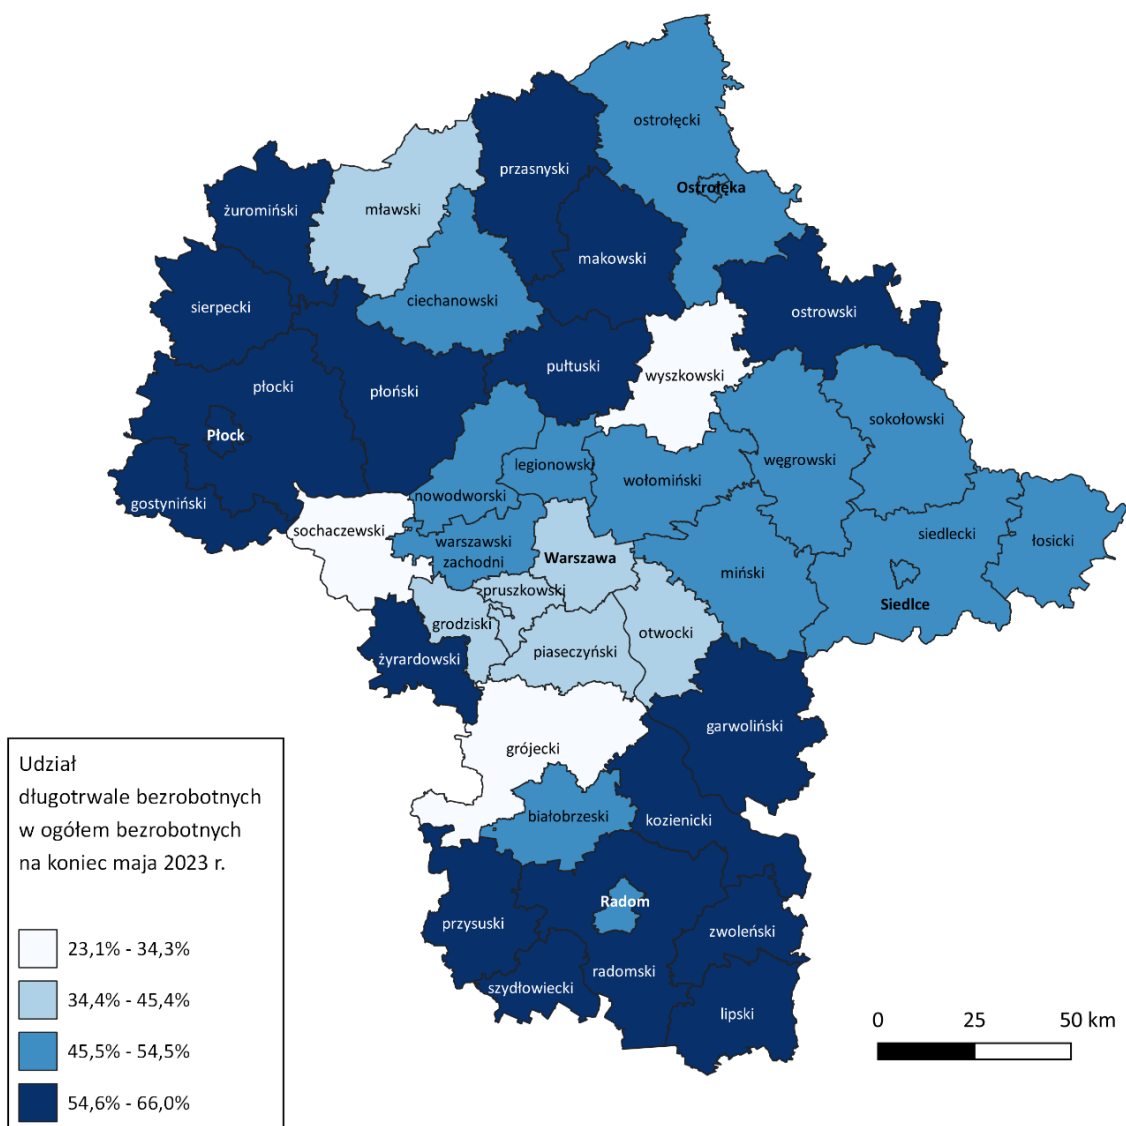 ostrołęcki
przasnyski
Ostrołęka
żuromiński
mławski
makowski
ciechanowski
sierpecki
ostrowski
pułtuski
wyszkowski
płocki
płoński
sokołowski
Płock
węgrowski
legionowski
wołomiński
nowodworski
gostyniński
sochaczewski
siedlecki
łosicki
warszawski
zachodni
Warszawa
miński
pruszkowski
Siedlce
grodziski
otwocki
piaseczyński
żyrardowski
garwoliński
grójecki
białobrzeski
kozienicki
Radom
przysuski
zwoleński
radomski
szydłowiecki
lipski
Udział
długotrwale bezrobotnych
w ogółem bezrobotnych
na koniec maja 2023 r.
23,1% - 34,3%
34,4% - 45,4%
45,5% - 54,5%
54,6% - 66,0%
0 25 50 km